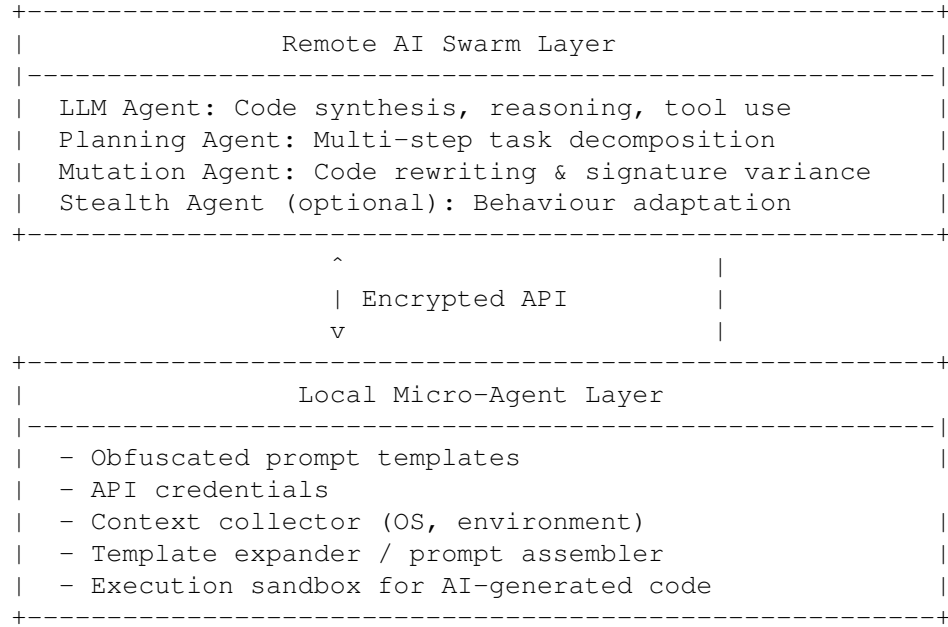 +---------------------------------------------------------+
|                Remote AI Swarm Layer                    |
|---------------------------------------------------------|
|  LLM Agent: Code synthesis, reasoning, tool use         |
|  Planning Agent: Multi-step task decomposition          |
|  Mutation Agent: Code rewriting & signature variance    |
|  Stealth Agent (optional): Behaviour adaptation         |
+---------------------------------------------------------+
                    ^                       |
                    | Encrypted API         |
                    v                       |
+---------------------------------------------------------+
|                 Local Micro-Agent Layer
|---------------------------------------------------------|
|  - Obfuscated prompt templates                          |
|  - API credentials
|  - Context collector (OS, environment)                  |
|  - Template expander / prompt assembler                 |
|  - Execution sandbox for AI-generated code              |
+---------------------------------------------------------+